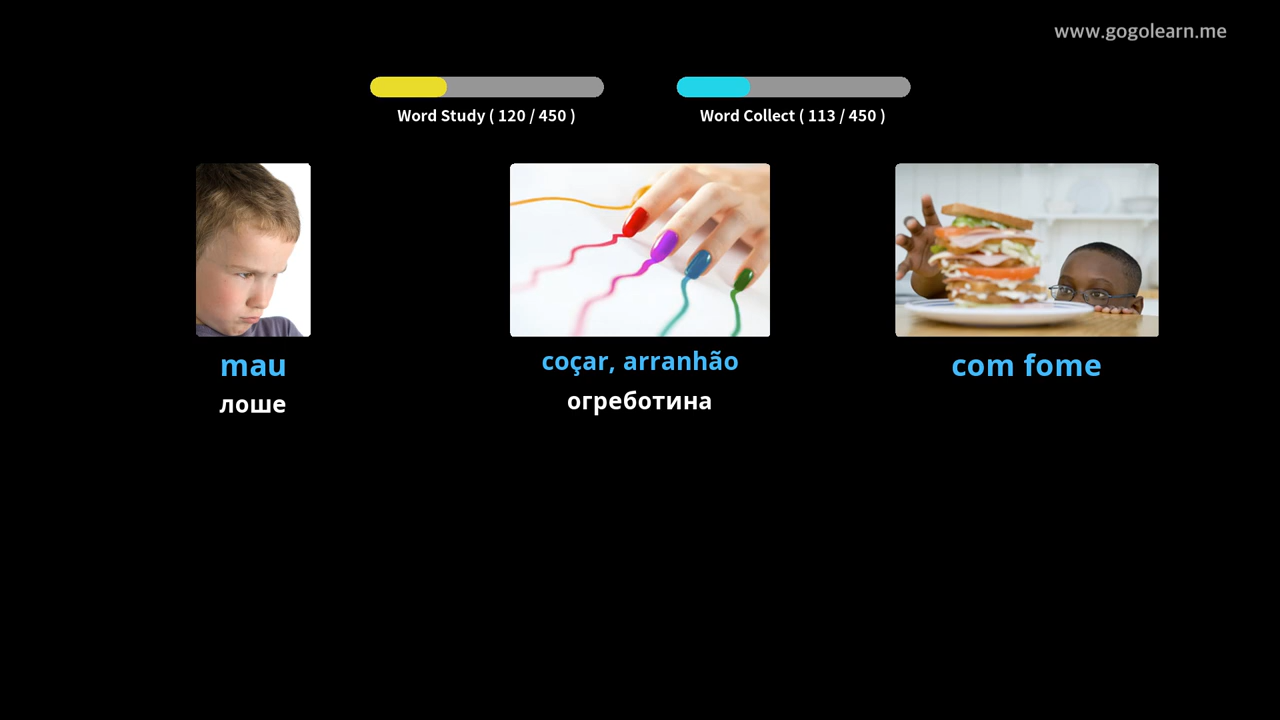 www.gogolearn.me
Word Study ( 120 / 450 )
Word Collect ( 113 / 450 )
mau
лоше
coçar, arranhão
огреботина
com fome